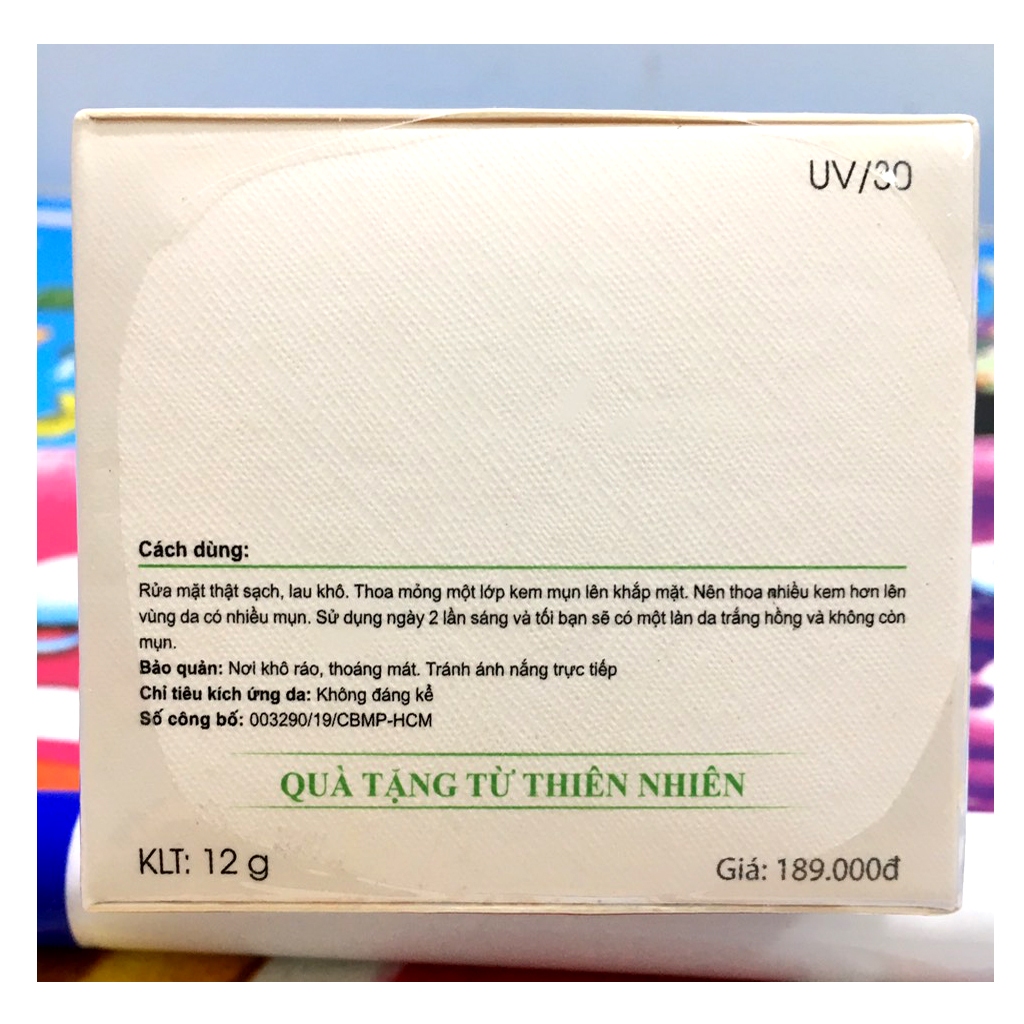 UV/30
Cách dùng:
Rửa mặt thật sạch, lau khô. Thoa mỏng một lớp kem mụn lên khắp mặt. Nên thoa nhiều kem hơn lên
vùng da có nhiều mụn. Sử dụng ngày 2 lần sáng và tối bạn sẽ có một làn da trắng hồng và không còn
mụn.
Bảo quản: Nơi khô ráo, thoáng mát. Tránh ánh nắng trực tiếp
Chỉ tiêu kích ứng da: Không đáng kể
Số công bố: 003290/19/CBMP-HCM
QUÀ TẶNG TỪ THIÊN NHIÊN
KLT: 12 g
Giá: 189.000đ